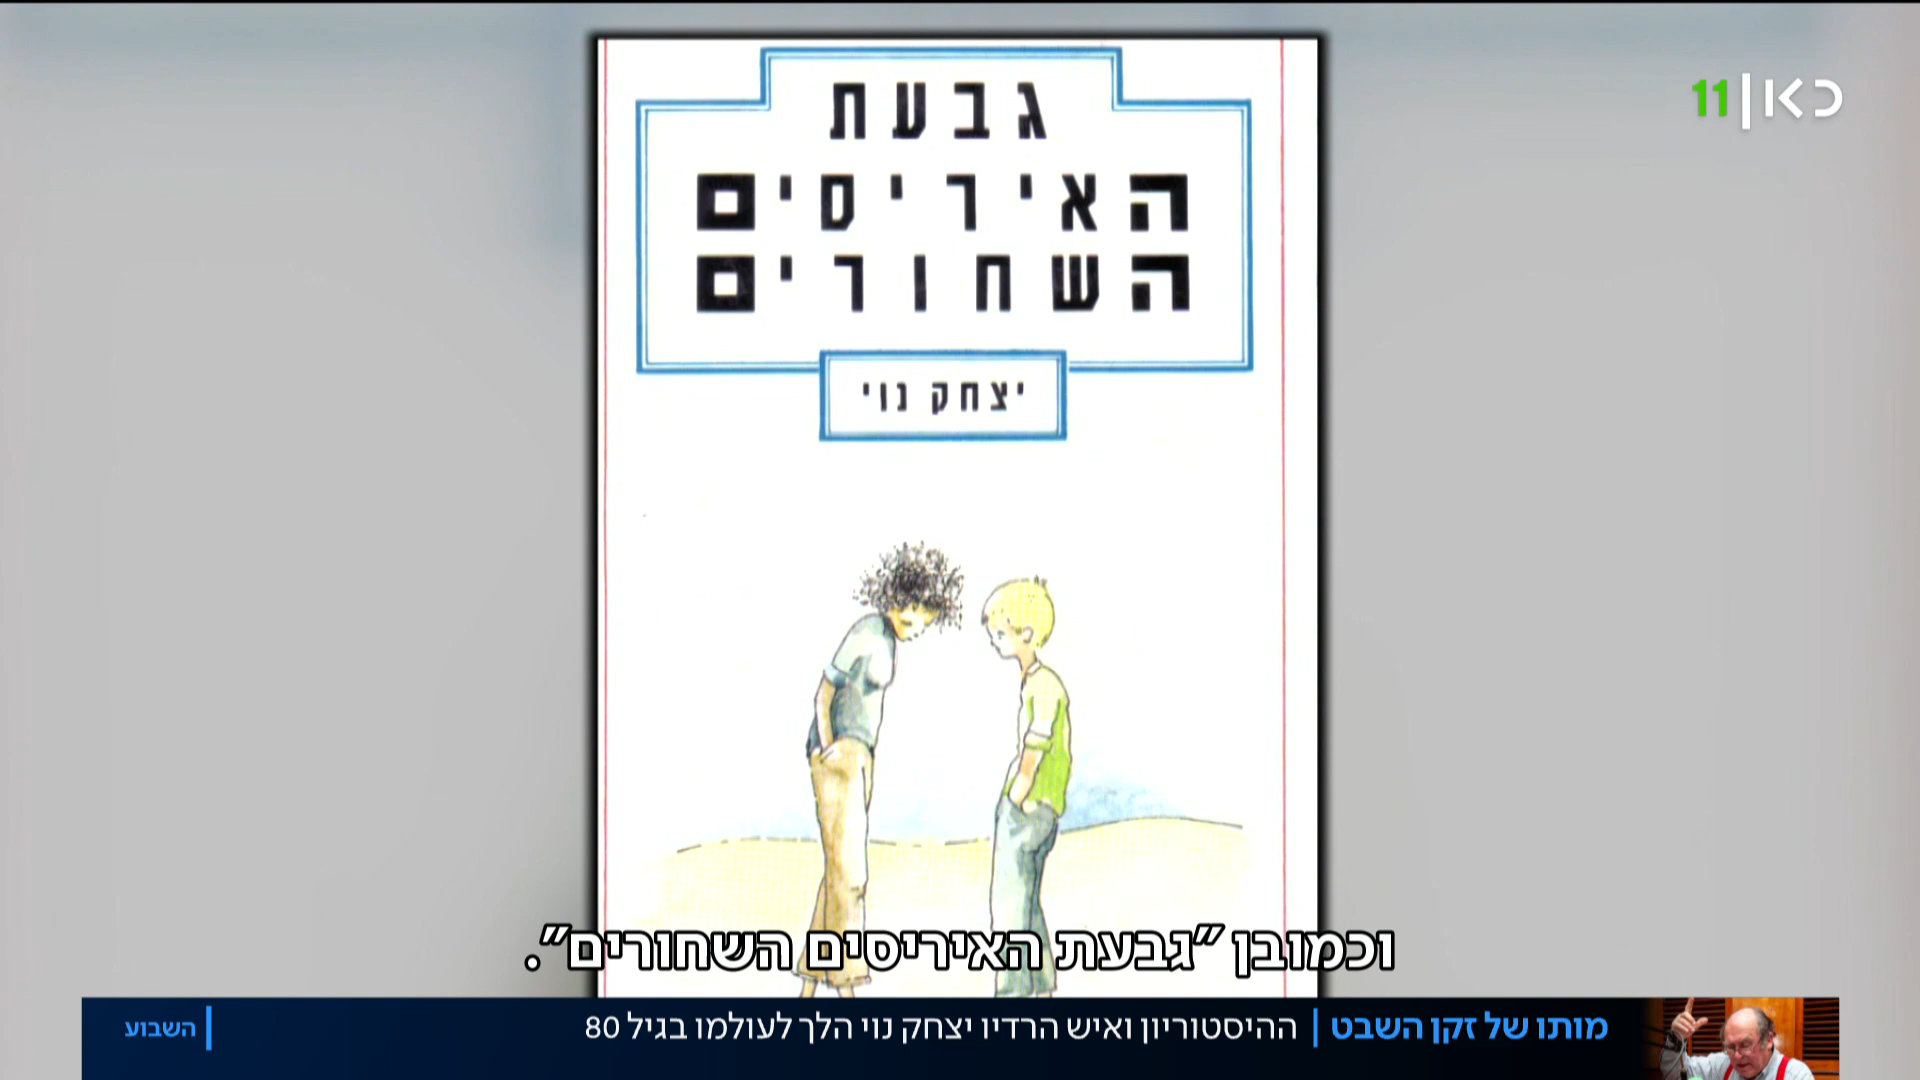 גבעת
האיריסים
השחורים
יצחק נוי
כאן|11
וכמובן "גבעת האיריסים השחורים".
מותו של זקן השבט | ההיסטוריון ואיש הרדיו יצחק נוי הלך לעולמו בגיל 80
השבוע